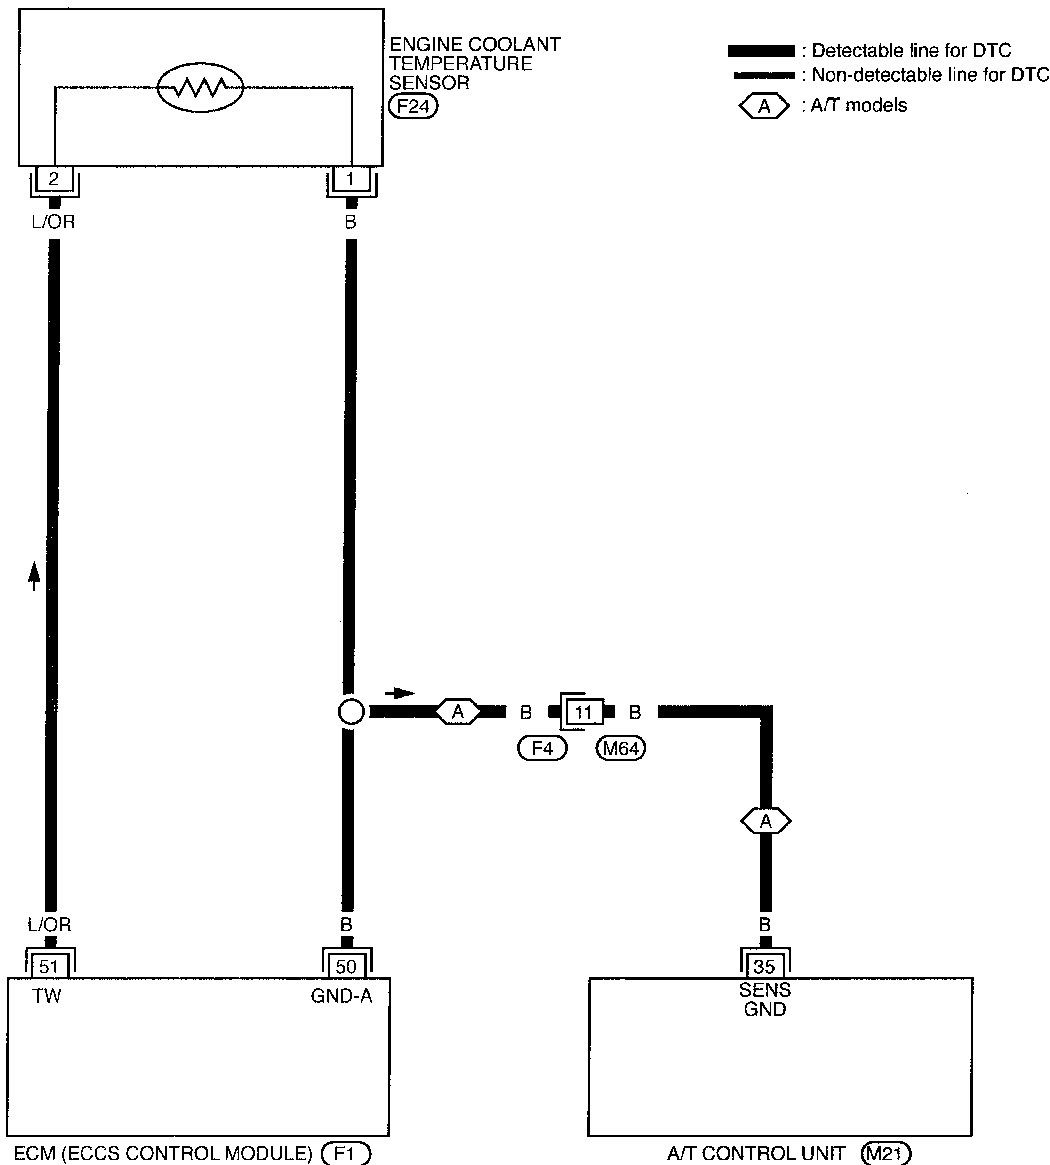 ENGINE COOLANT
TEMPERATURE
SENSOR
F24
: Detectable line for DTC
: Non-detectable line for DTC
A : A/T models
2 1
L/OR B
A B 11 B
F4 M64
A
L/OR B B
51 50 35
TW GND-A SENS
GND
ECM (ECCS CONTROL MODULE) F1 A/T CONTROL UNIT M21